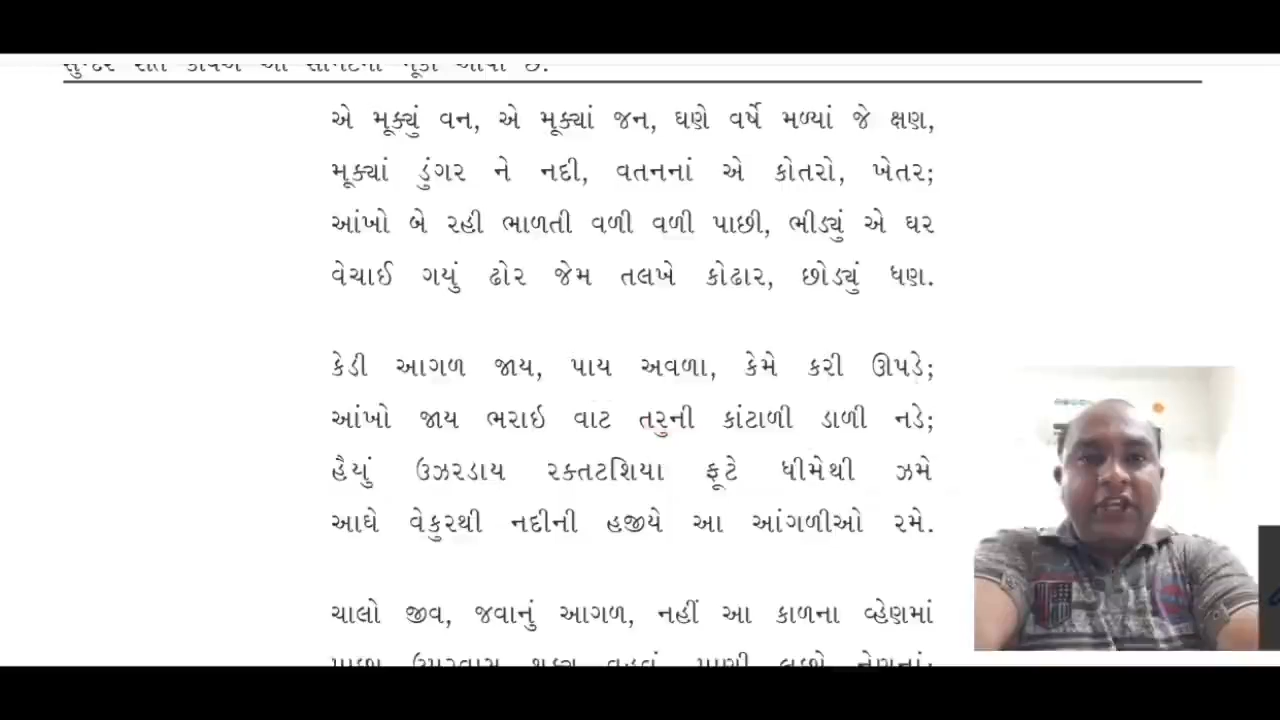 એ મૂક્યું વન, એ મૂક્યાં જન, ઘણે વર્ષે મળ્યાં જે ક્ષણ,
મૂક્યાં ડુંગર ને નદી, વતનનાં એ કોતરો, ખેતર;
આંખો બે રહી ભાળતી વળી વળી પાછી, ભીડ્યું એ ઘર
વેચાઈ ગયું ઢોર જેમ તલખે કોઢાર, છોડ્યું ધણ.
કેડી આગળ જાય, પાય અવળા, કેમે કરી ઊપડે;
આંખો જાય ભરાઇ વાટ તરુની કાંટાળી ડાળી નડે;
હૈયું ઉઝરડાય રક્તટશિયા ફૂટે ધીમેથી ઝમે
આઘે વેકુરથી નદીની હજીયે આ આંગળીઓ રમે.
ચાલો જીવ, જવાનું આગળ, નહીં આ કાળના વ્હેણમાં